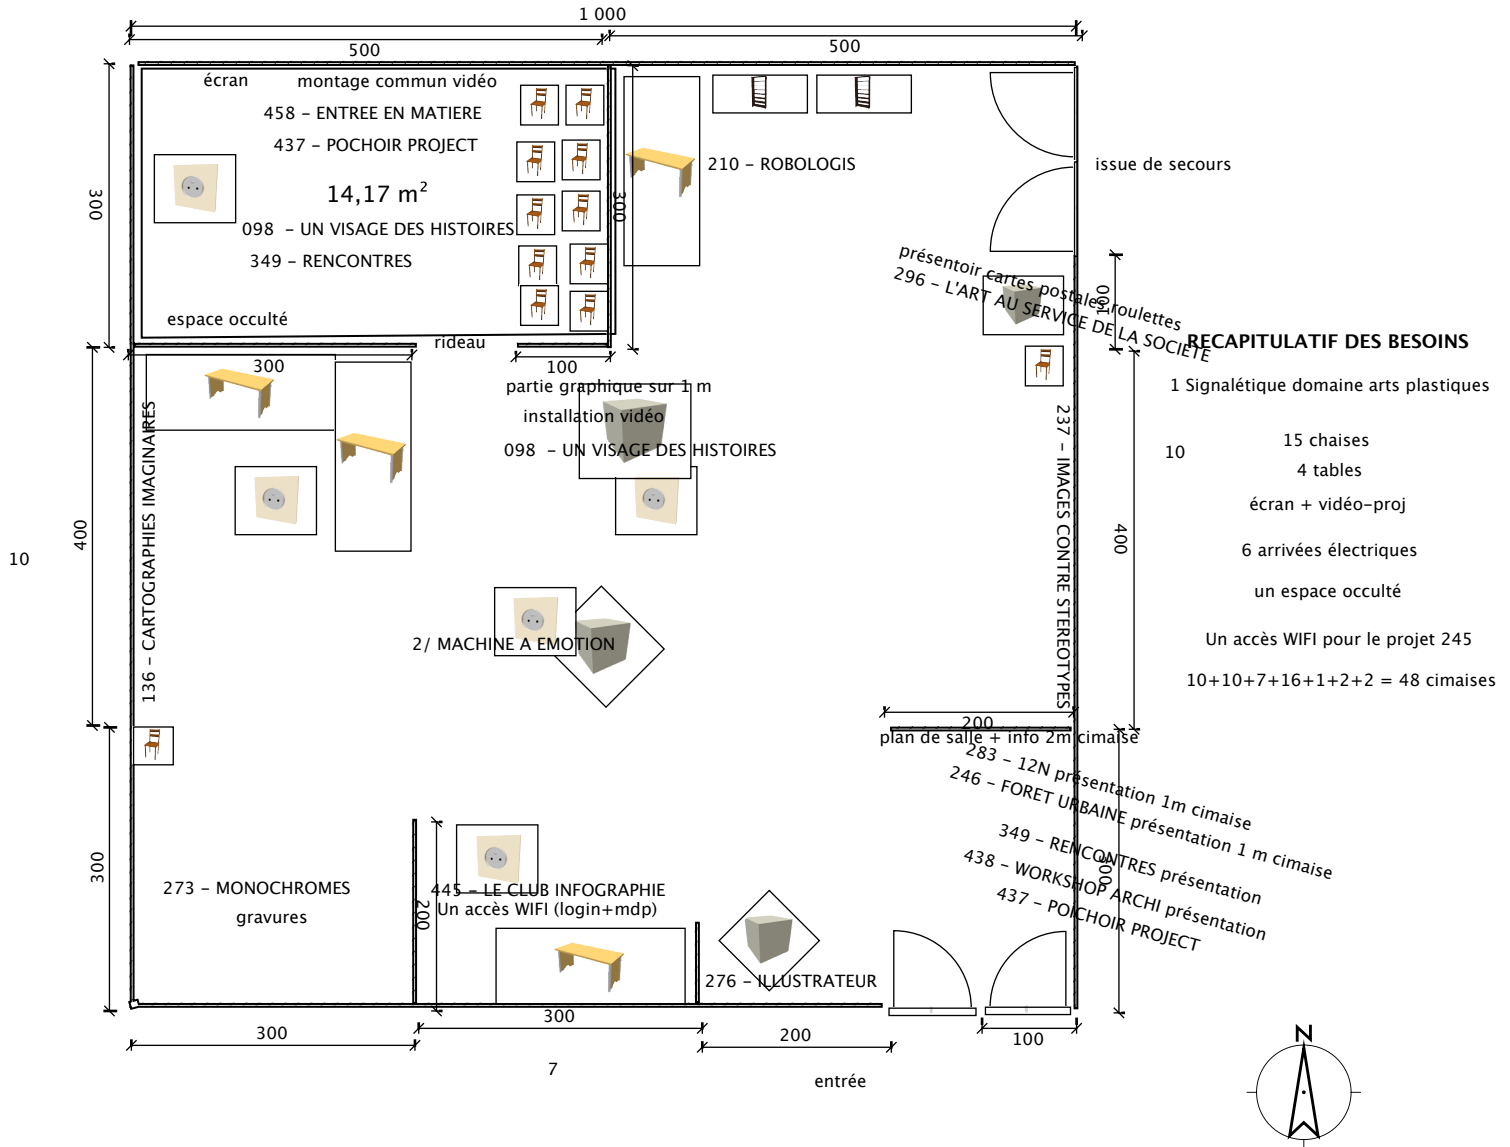 1 000
500
500
écran
montage commun vidéo
458 – ENTREE EN MATIERE
437 – POCHOIR PROJECT
14,17 m²
098 – UN VISAGE DES HISTOIRES
349 – RENCONTRES
espace occulté
300
300
210 – ROBOLOGIS
issue de secours
présentoir cartes postales roulettes
296 – L'ART AU SERVICE DE LA SOCIETE
100
rideau
300
100
partie graphique sur 1 m
installation vidéo
098 – UN VISAGE DES HISTOIRES
136 – CARTOGRAPHIES IMAGINAIRES
400
10
237 – IMAGES CONTRE STEREOTYPES
400
10
RECAPITULATIF DES BESOINS
1 Signalétique domaine arts plastiques
15 chaises
4 tables
écran + vidéo–proj
6 arrivées électriques
un espace occulté
Un accès WIFI pour le projet 245
10+10+7+16+1+2+2 = 48 cimaises
2/ MACHINE A EMOTION
200
plan de salle + info 2m cimaise
283 – 12N présentation 1m cimaise
246 – FORET URBAINE présentation 1 m cimaise
349 – RENCONTRES présentation
438 – WORKSHOP ARCHI présentation
437 – POICHOIR PROJECT
300
300
273 – MONOCHROMES
gravures
200
445 – LE CLUB INFOGRAPHIE
Un accès WIFI (login+mdp)
276 – ILLUSTRATEUR
300
300
200
100
7
entrée
N